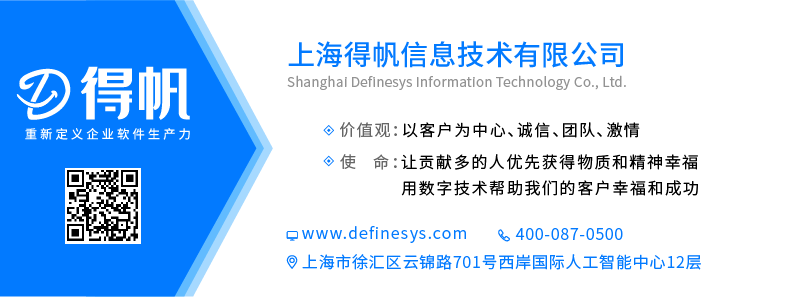 得帆
重新定义企业软件生产力
上海得帆信息技术有限公司
Shanghai Definesys Information Technology Co., Ltd.
价值观：以客户为中心、诚信、团队、激情
使 命：让贡献多的人优先获得物质和精神幸福
用数字技术帮助我们的客户幸福和成功
www.definesys.com 400-087-0500
上海市徐汇区云锦路701号西岸国际人工智能中心12层